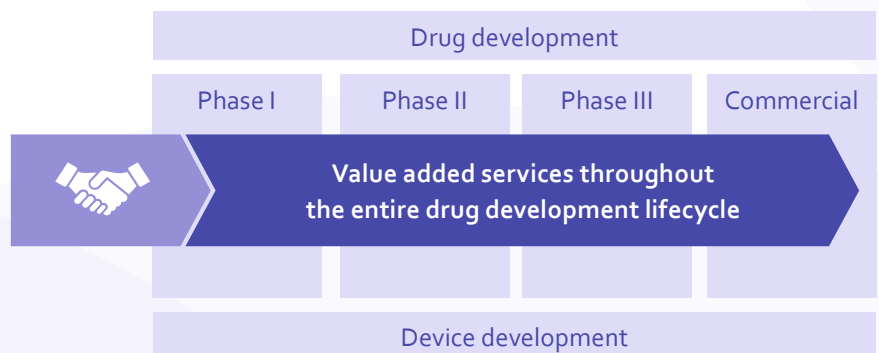 Drug development
Phase I
Phase II
Phase III
Commercial
Value added services throughout
the entire drug development lifecycle
Device development